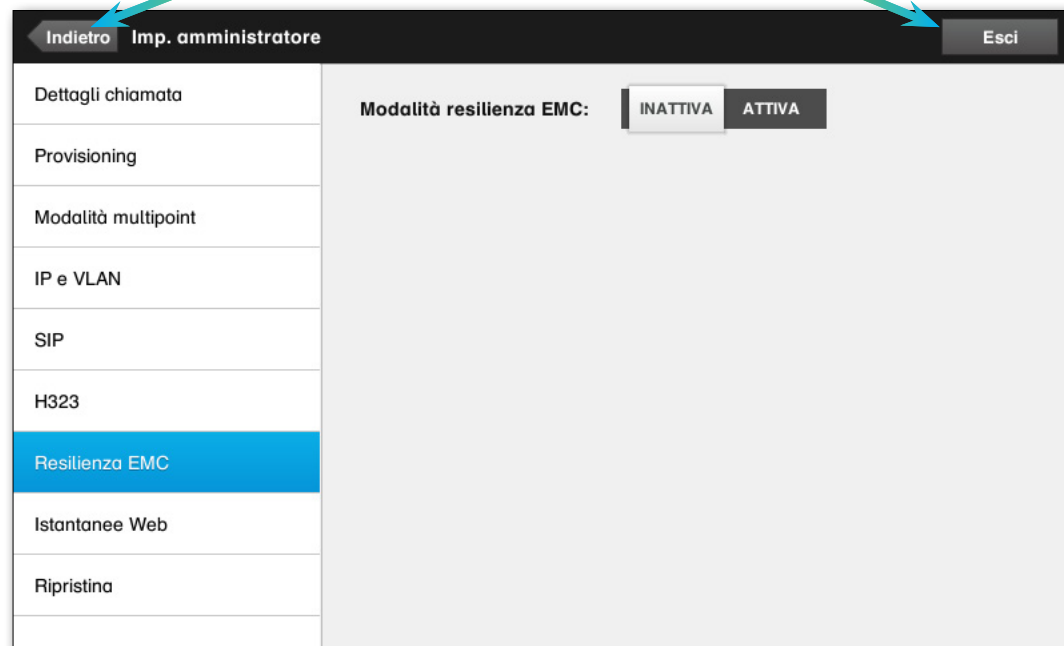 Indietro Imp. amministratore Esci
Dettagli chiamata
Modalità resilienza EMC: INATTIVA ATTIVA
Provisioning
Modalità multipoint
IP e VLAN
SIP
H323
Resilienza EMC
Istantanee Web
Ripristina